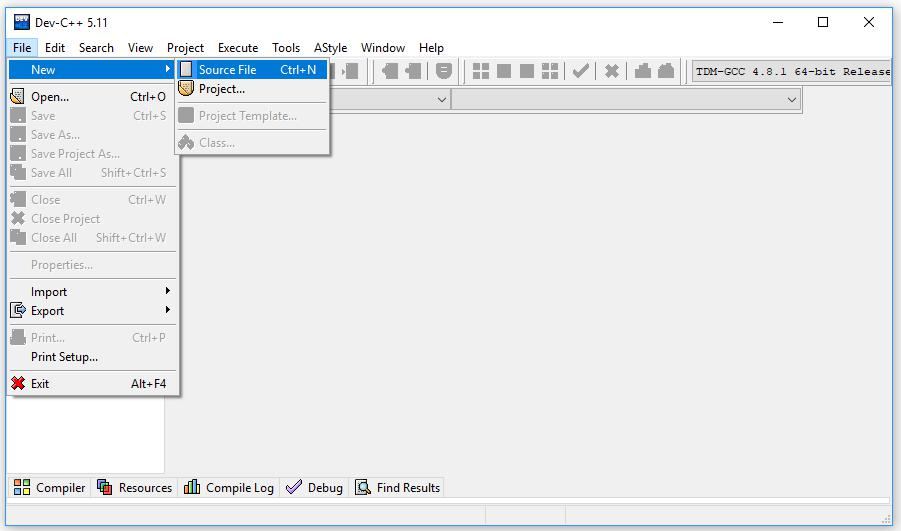 Dev-C++ 5.11
File Edit Search View Project Execute Tools AStyle Window Help
New
Source File Ctrl+N
TDM-GCC 4.8.1 64-bit Release
Project...
Open... Ctrl+O
Save Ctrl+S
Project Template...
Save As...
Class...
Save Project As...
Save All Shift+Ctrl+S
Close Ctrl+W
Close Project
Close All Shift+Ctrl+W
Properties...
Import
Export
Print... Ctrl+P
Print Setup...
Exit Alt+F4
Compiler Resources Compile Log Debug Find Results